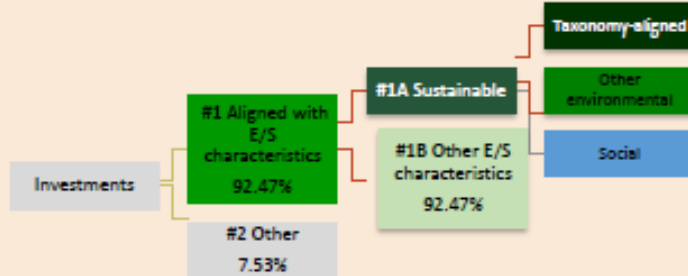 Taxonomy-aligned
#1A Sustainable
Other
environmental
#1 Aligned with
E/S
characteristics
92.47%
#1B Other E/S
characteristics
92.47%
Social
Investments
#2 Other
7.53%